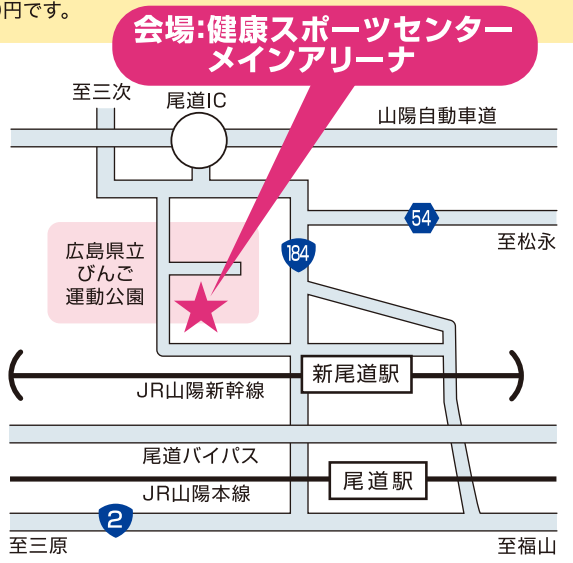 円です。
会場:健康スポーツセンター
メインアリーナ
至三次
尾道IC
山陽自動車道
54
至松永
広島県立
びんご
運動公園
184
新尾道駅
JR山陽新幹線
尾道バイパス
尾道駅
JR山陽本線
2
至三原
至福山